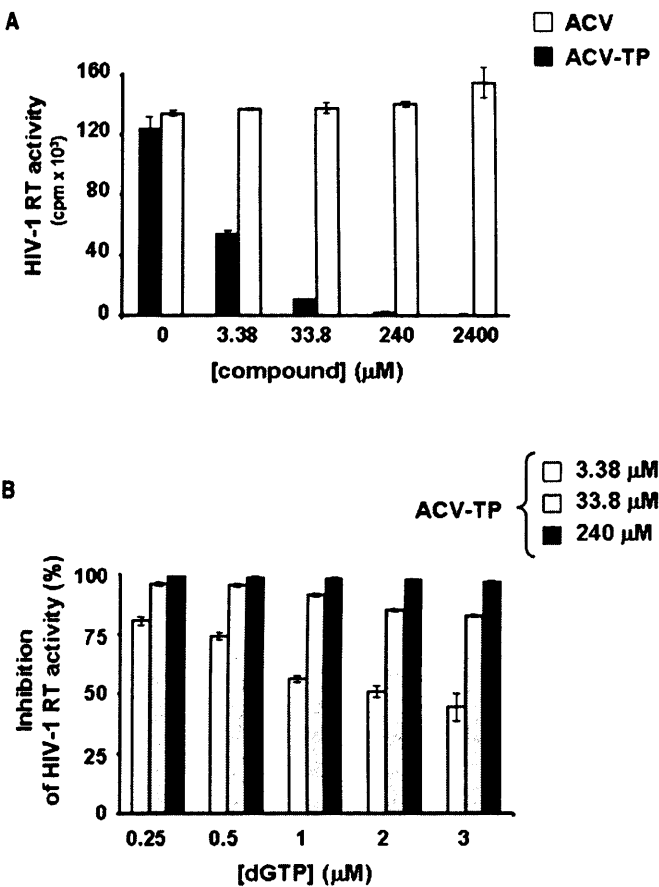 A
ACV
ACV-TP
160
120
80
40
0
HIV-1 RT activity
(cpm x 10³)
0 3.38 33.8 240 2400
[compound] (μM)
B
ACV-TP
3.38 μM
33.8 μM
240 μM
100
75
50
25
0
Inhibition
of HIV-1 RT activity (%)
0.25 0.5 1 2 3
[dGTP] (μM)